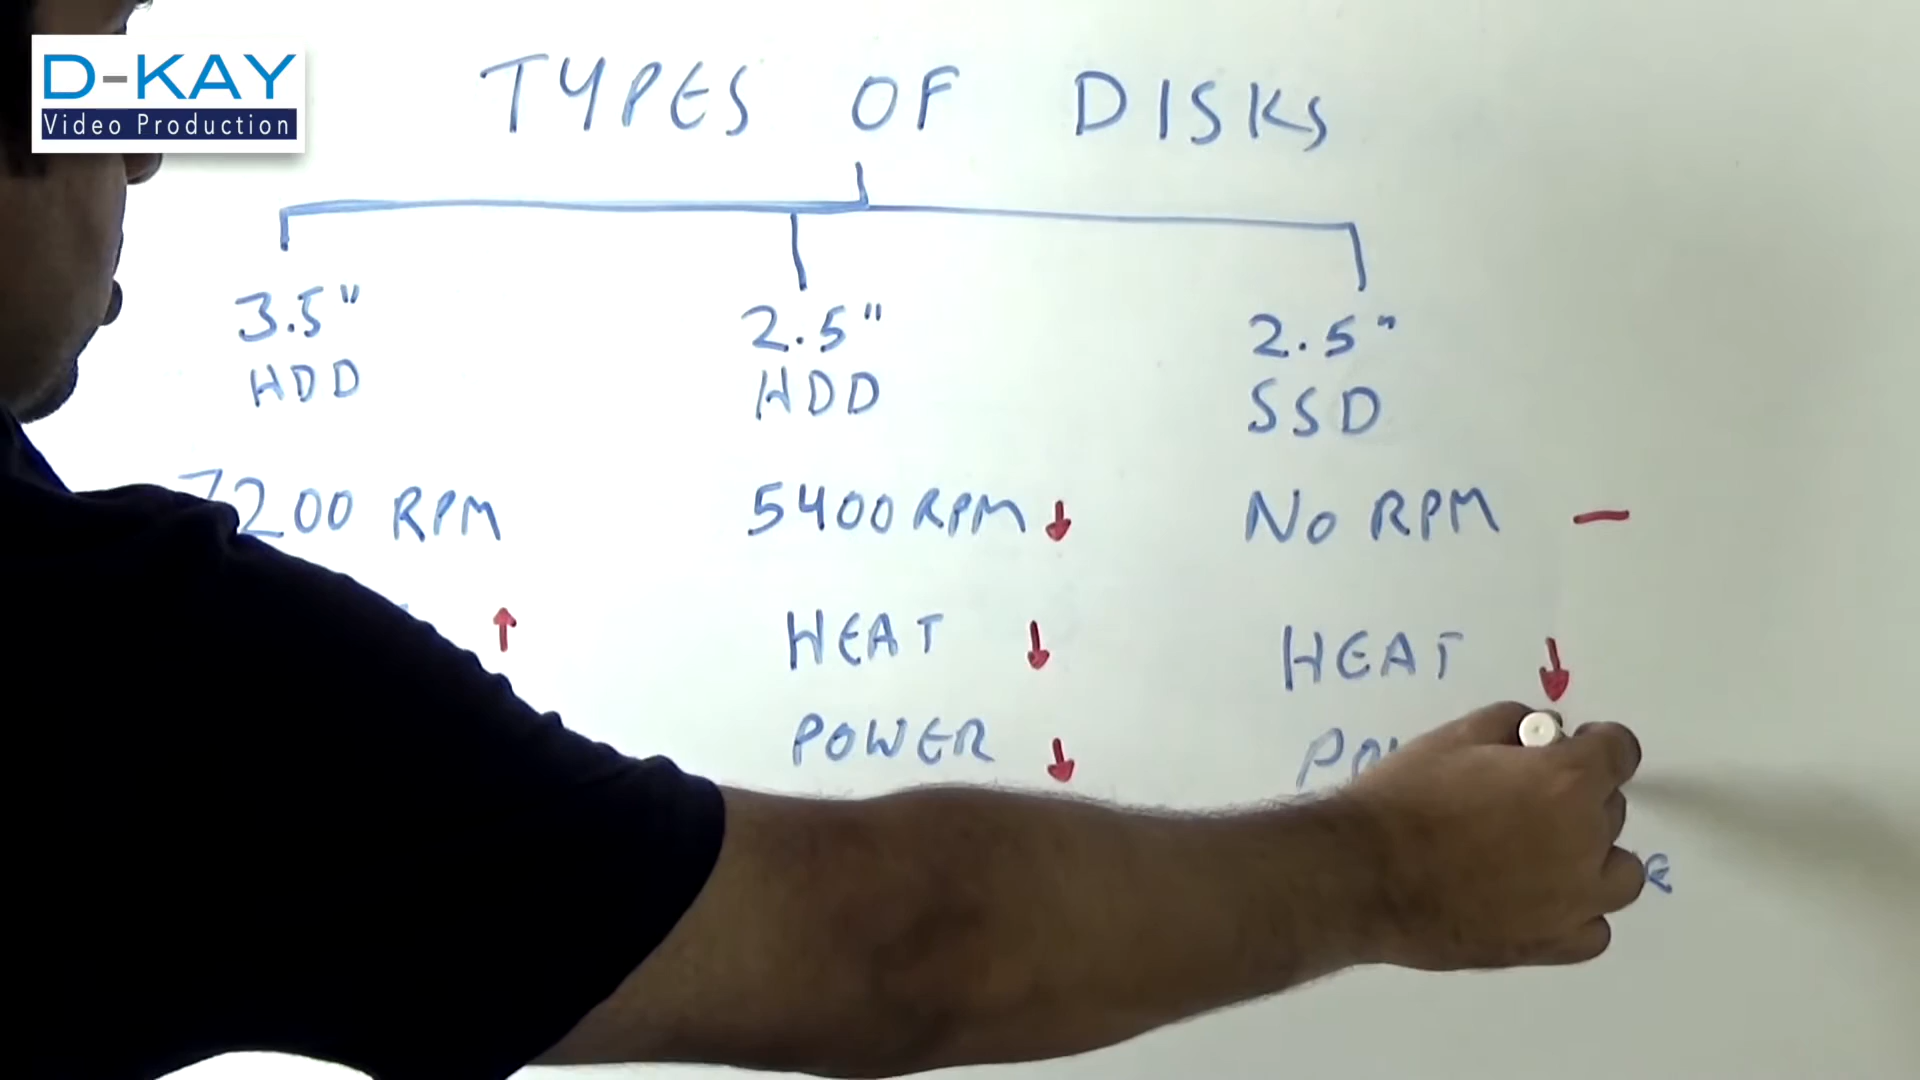 D-KAY
Video Production
TYPES OF DISKS
3.5"
HDD
2.5"
HDD
2.5"
SSD
7200 RPM
5400 RPM ↓
NO RPM —
↑
HEAT ↓
HEAT ↓
POWER ↓